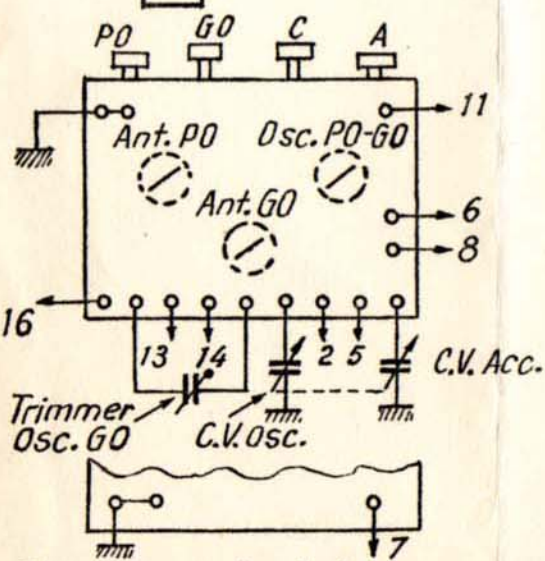 PO GO C A
11
Ant. PO Osc. PO-GO
Ant. GO
6
8
16
13 14 2 5
C.V. Acc.
Trimmer
Osc. GO
C.V. Osc.
7